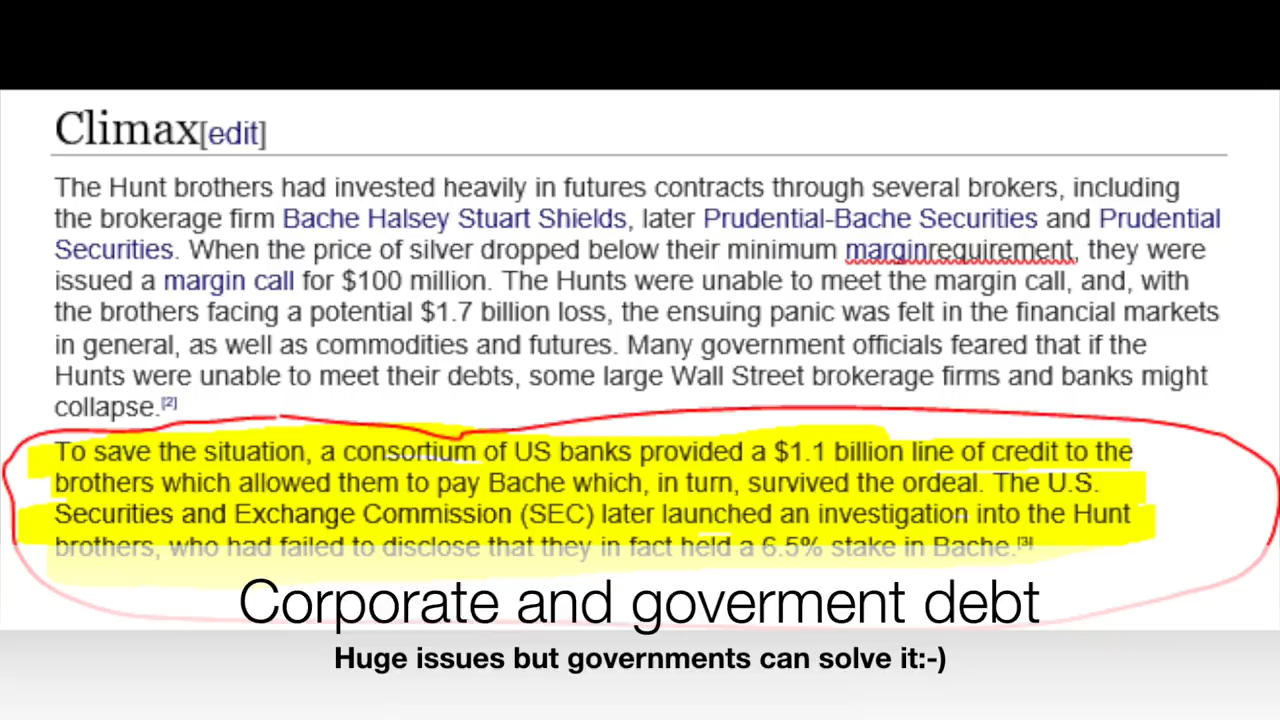 Climax[edit]
The Hunt brothers had invested heavily in futures contracts through several brokers, including
the brokerage firm Bache Halsey Stuart Shields, later Prudential-Bache Securities and Prudential
Securities. When the price of silver dropped below their minimum marginrequirement, they were
issued a margin call for $100 million. The Hunts were unable to meet the margin call, and, with
the brothers facing a potential $1.7 billion loss, the ensuing panic was felt in the financial markets
in general, as well as commodities and futures. Many government officials feared that if the
Hunts were unable to meet their debts, some large Wall Street brokerage firms and banks might
collapse.[2]
To save the situation, a consortium of US banks provided a $1.1 billion line of credit to the
brothers which allowed them to pay Bache which, in turn, survived the ordeal. The U.S.
Securities and Exchange Commission (SEC) later launched an investigation into the Hunt
brothers, who had failed to disclose that they in fact held a 6.5% stake in Bache.[3]
Corporate and goverment debt
Huge issues but governments can solve it:-)